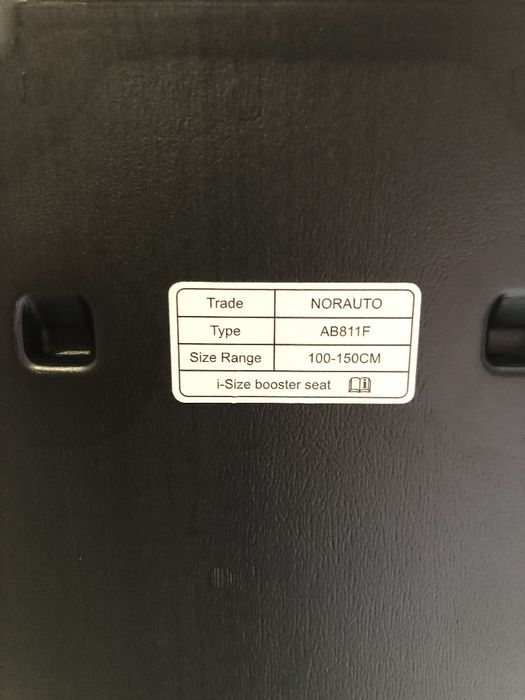 Trade NORAUTO
Type AB811F
Size Range 100-150CM
i-Size booster seat